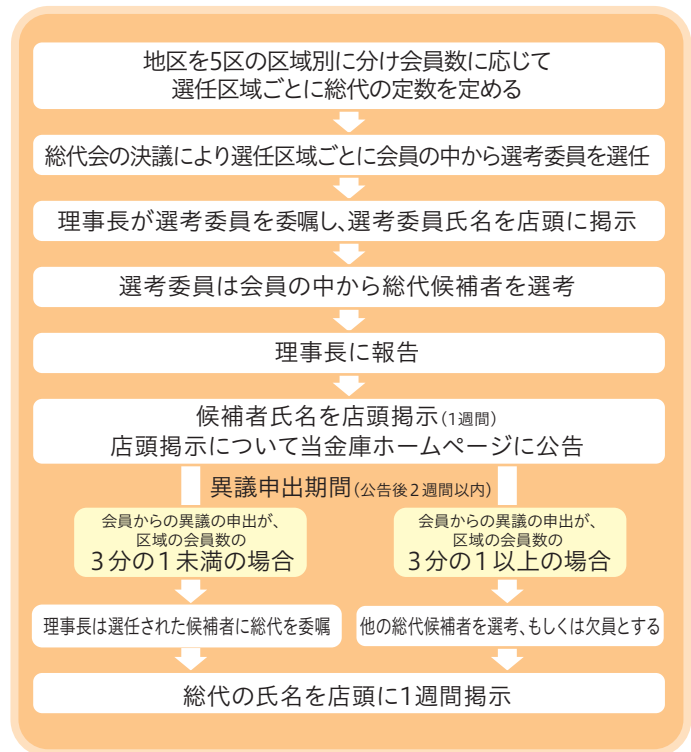 地区を5区の区域別に分け会員数に応じて
選任区域ごとに総代の定数を定める
総代会の決議により選任区域ごとに会員の中から選考委員を選任
理事長が選考委員を委嘱し、選考委員氏名を店頭に掲示
選考委員は会員の中から総代候補者を選考
理事長に報告
候補者氏名を店頭掲示(1週間)
店頭掲示について当金庫ホームページに公告
異議申出期間(公告後2週間以内)
会員からの異議の申出が、
区域の会員数の
3分の1未満の場合
会員からの異議の申出が、
区域の会員数の
3分の1以上の場合
理事長は選任された候補者に総代を委嘱
他の総代候補者を選考、もしくは欠員とする
総代の氏名を店頭に1週間掲示